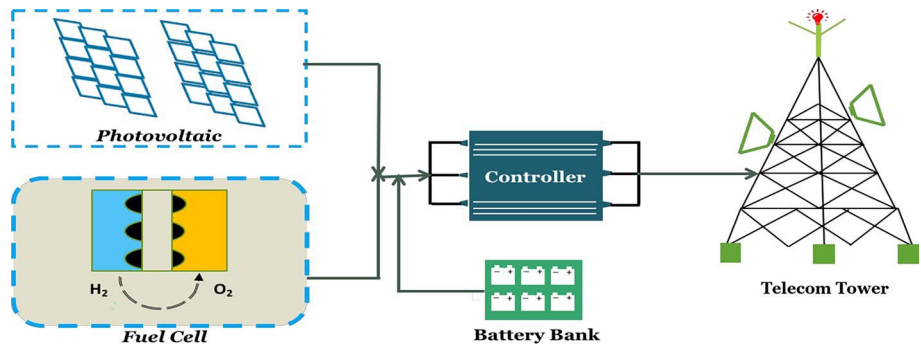 Photovoltaic
Controller
H2 O2
Fuel Cell
Battery Bank
Telecom Tower